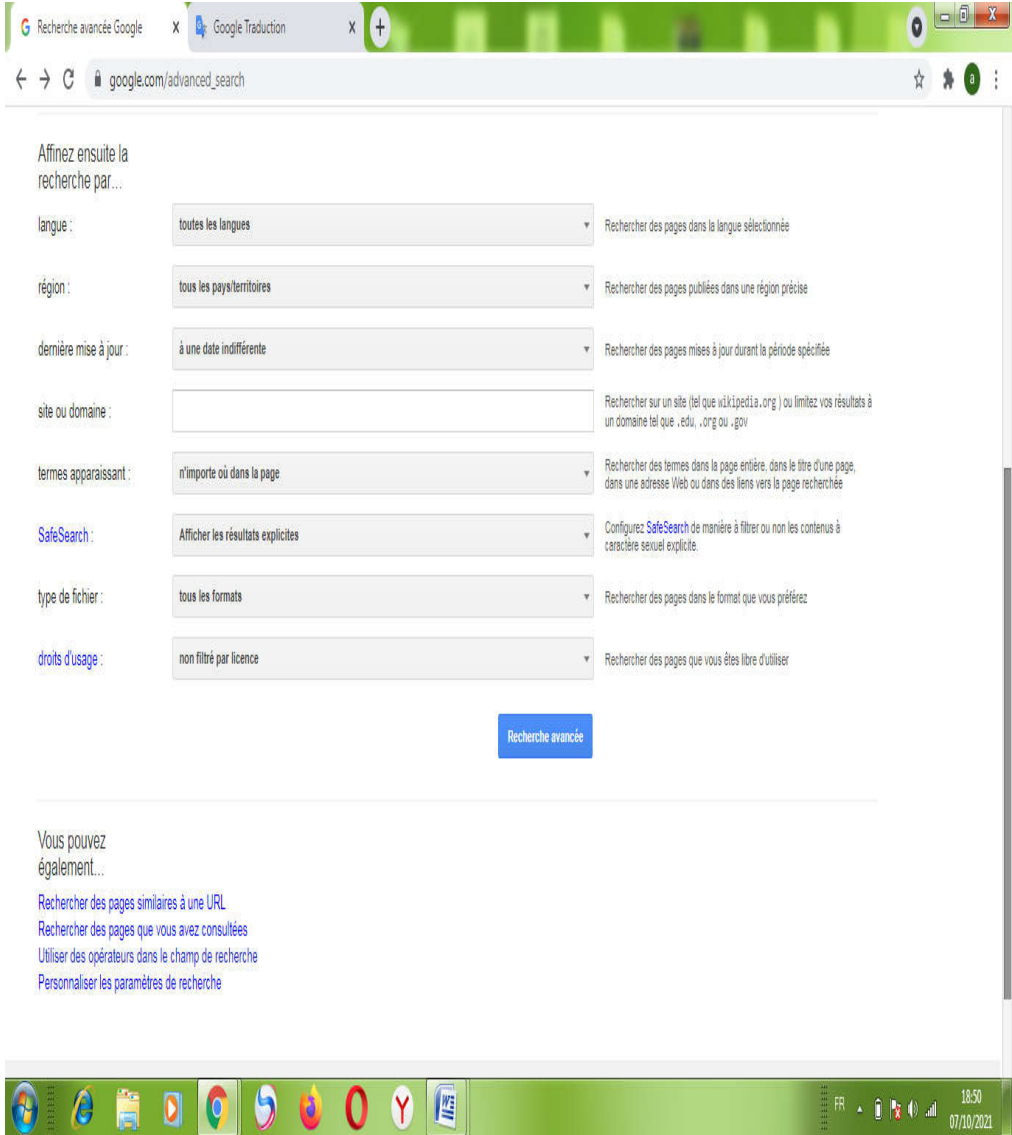 Recherche avancée Google
Google Traduction
google.com/advanced_search
a
Affinez ensuite la
recherche par...
langue : toutes les langues Rechercher des pages dans la langue sélectionnée
région : tous les pays/territoires Rechercher des pages publiées dans une région précise
dernière mise à jour : à une date indifférente Rechercher des pages mises à jour durant la période spécifiée
site ou domaine : Rechercher sur un site (tel que wikipedia.org ) ou limitez vos résultats à
un domaine tel que .edu, .org ou .gov
termes apparaissant : n'importe où dans la page Rechercher des termes dans la page entière, dans le titre d'une page,
dans une adresse Web ou dans des liens vers la page recherchée
SafeSearch : Afficher les résultats explicites Configurez SafeSearch de manière à filtrer ou non les contenus à
caractère sexuel explicite.
type de fichier : tous les formats Rechercher des pages dans le format que vous préférez
droits d'usage : non filtré par licence Rechercher des pages que vous êtes libre d'utiliser
Recherche avancée
Vous pouvez
également...
Rechercher des pages similaires à une URL
Rechercher des pages que vous avez consultées
Utiliser des opérateurs dans le champ de recherche
Personnaliser les paramètres de recherche
FR
18:50
07/10/2021